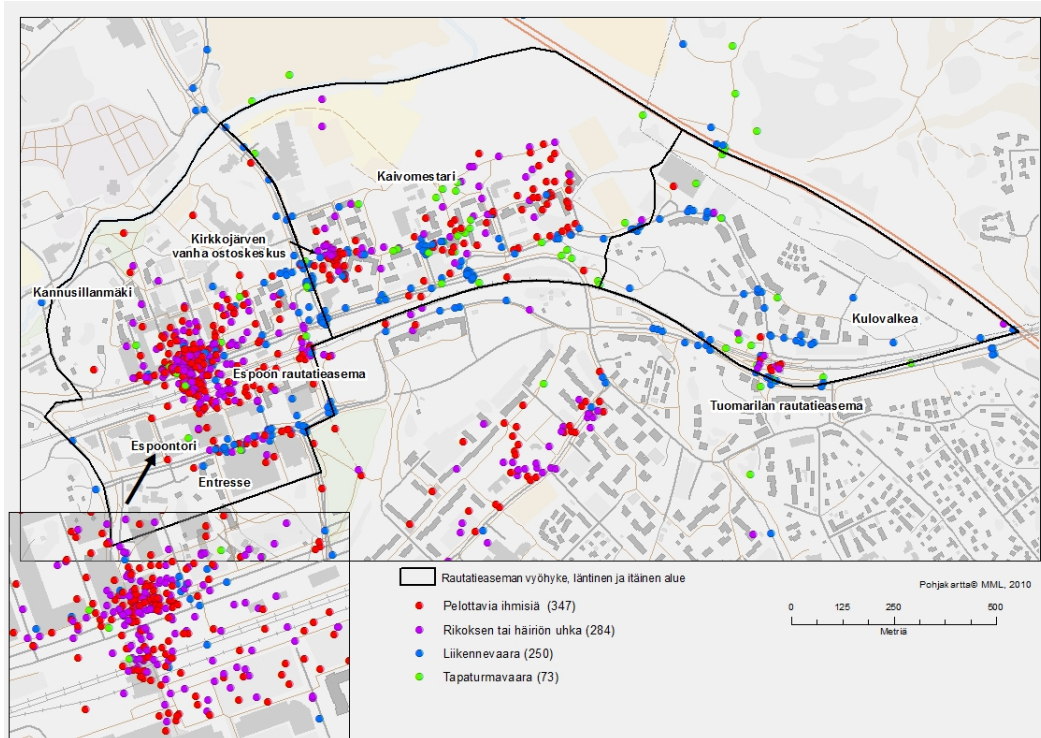 Kaivomestari
Kirkkojärven
vanha ostoskeskus
Kannusillanmäki
Kulovalkea
Espoon rautatieasema
Tuomarilan rautatieasema
Espoontori
Entresse
Rautatieaseman vyöhyke, läntinen ja itäinen alue
Pelottavia ihmisiä (347)
Rikoksen tai häiriön uhka (284)
Liikennevaara (250)
Tapaturmavaara (73)
Pohjakartta© MML, 2010
0 125 250 500
Metriä